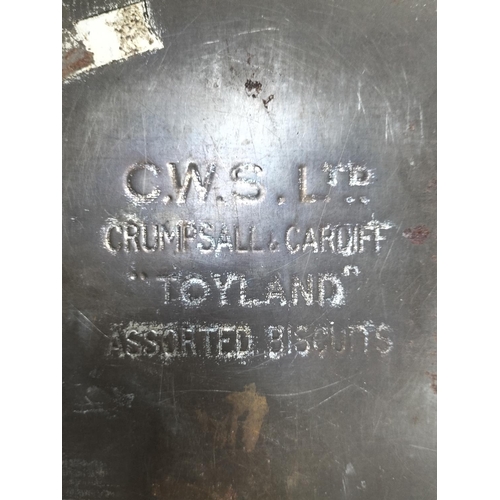 C.W.S. LTD.
CRUMPSALL & CARDIFF
"TOYLAND"
ASSORTED BISCUITS